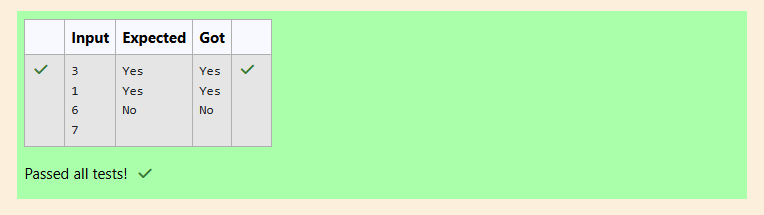 Input Expected Got
3 Yes Yes
1 Yes Yes
6 No No
7
Passed all tests!